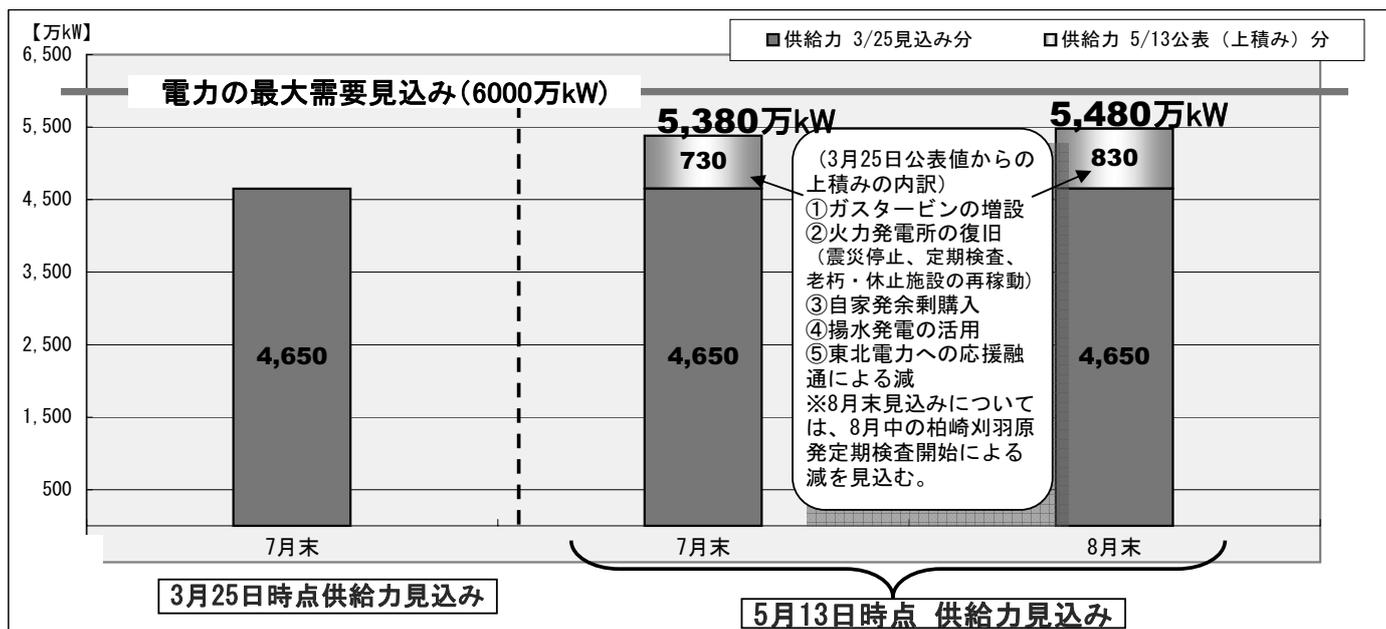 【万kW】
■供給力 3/25見込み分 □供給力 5/13公表（上積み）分
6,500
電力の最大需要見込み(6000万kW)
5,500
4,500
3,500
2,500
1,500
500
4,650
5,380万kW
730
4,650
5,480万kW
830
4,650
（3月25日公表値からの
上積みの内訳）
①ガスタービンの増設
②火力発電所の復旧
（震災停止、定期検査、
老朽・休止施設の再稼動）
③自家発余剰購入
④揚水発電の活用
⑤東北電力への応援融
通による減
※8月末見込みについて
は、8月中の柏崎刈羽原
発定期検査開始による
減を見込む。
7月末
7月末
8月末
3月25日時点供給力見込み
5月13日時点 供給力見込み